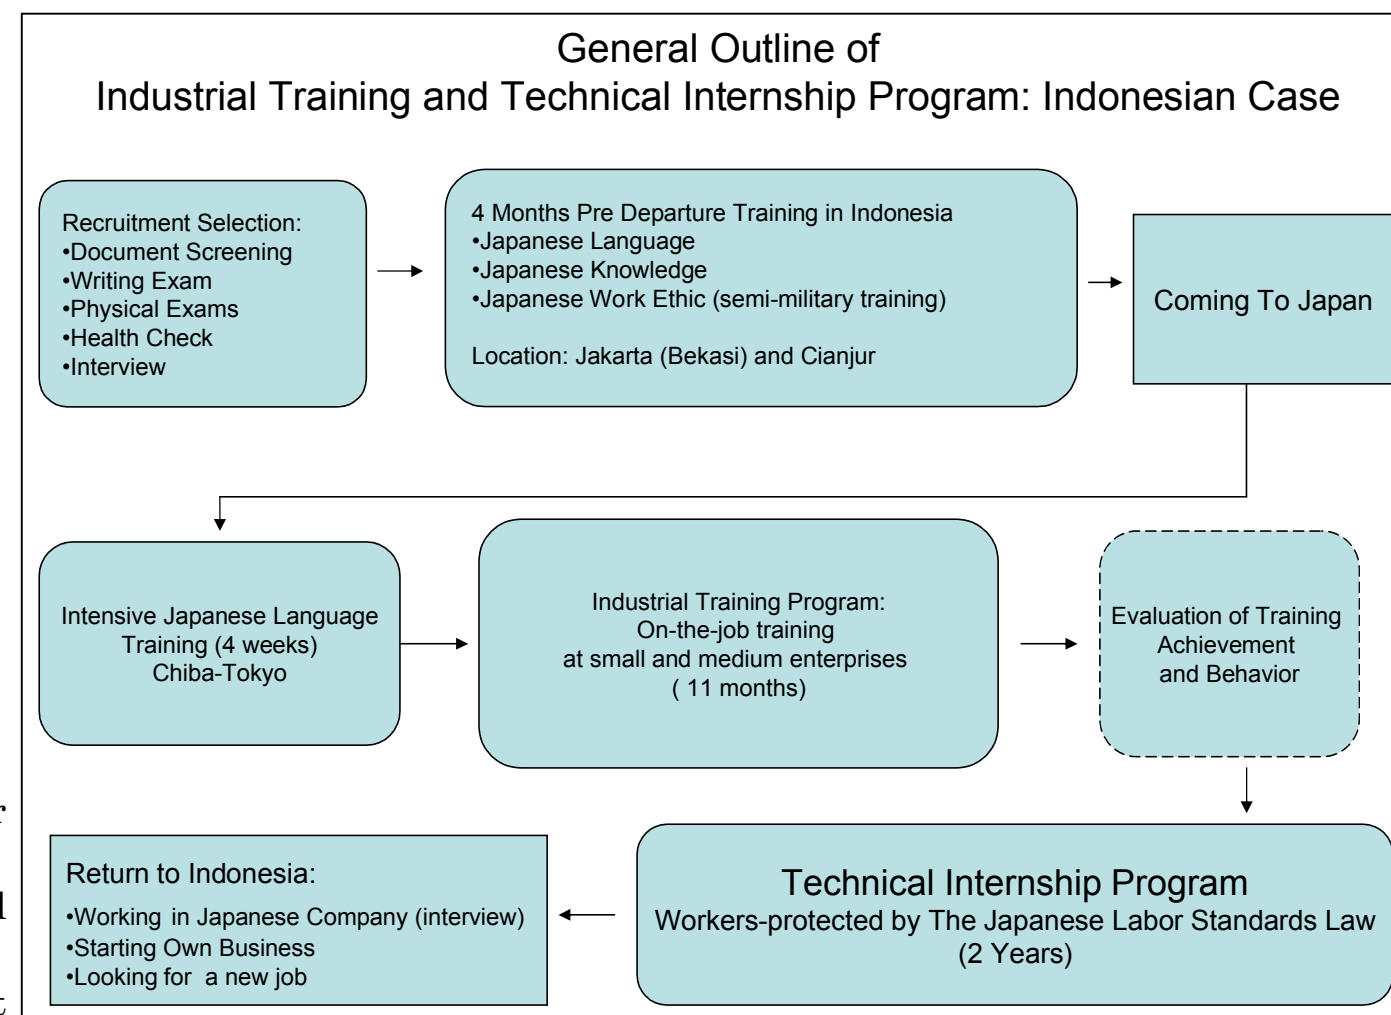 General Outline of
Industrial Training and Technical Internship Program: Indonesian Case
Recruitment Selection:
•Document Screening
•Writing Exam
•Physical Exams
•Health Check
•Interview
4 Months Pre Departure Training in Indonesia
•Japanese Language
•Japanese Knowledge
•Japanese Work Ethic (semi-military training)
Location: Jakarta (Bekasi) and Cianjur
Coming To Japan
Intensive Japanese Language
Training (4 weeks)
Chiba-Tokyo
Industrial Training Program:
On-the-job training
at small and medium enterprises
( 11 months)
Evaluation of Training
Achievement
and Behavior
Technical Internship Program
Workers-protected by The Japanese Labor Standards Law
(2 Years)
Return to Indonesia:
•Working in Japanese Company (interview)
•Starting Own Business
•Looking for  a new job